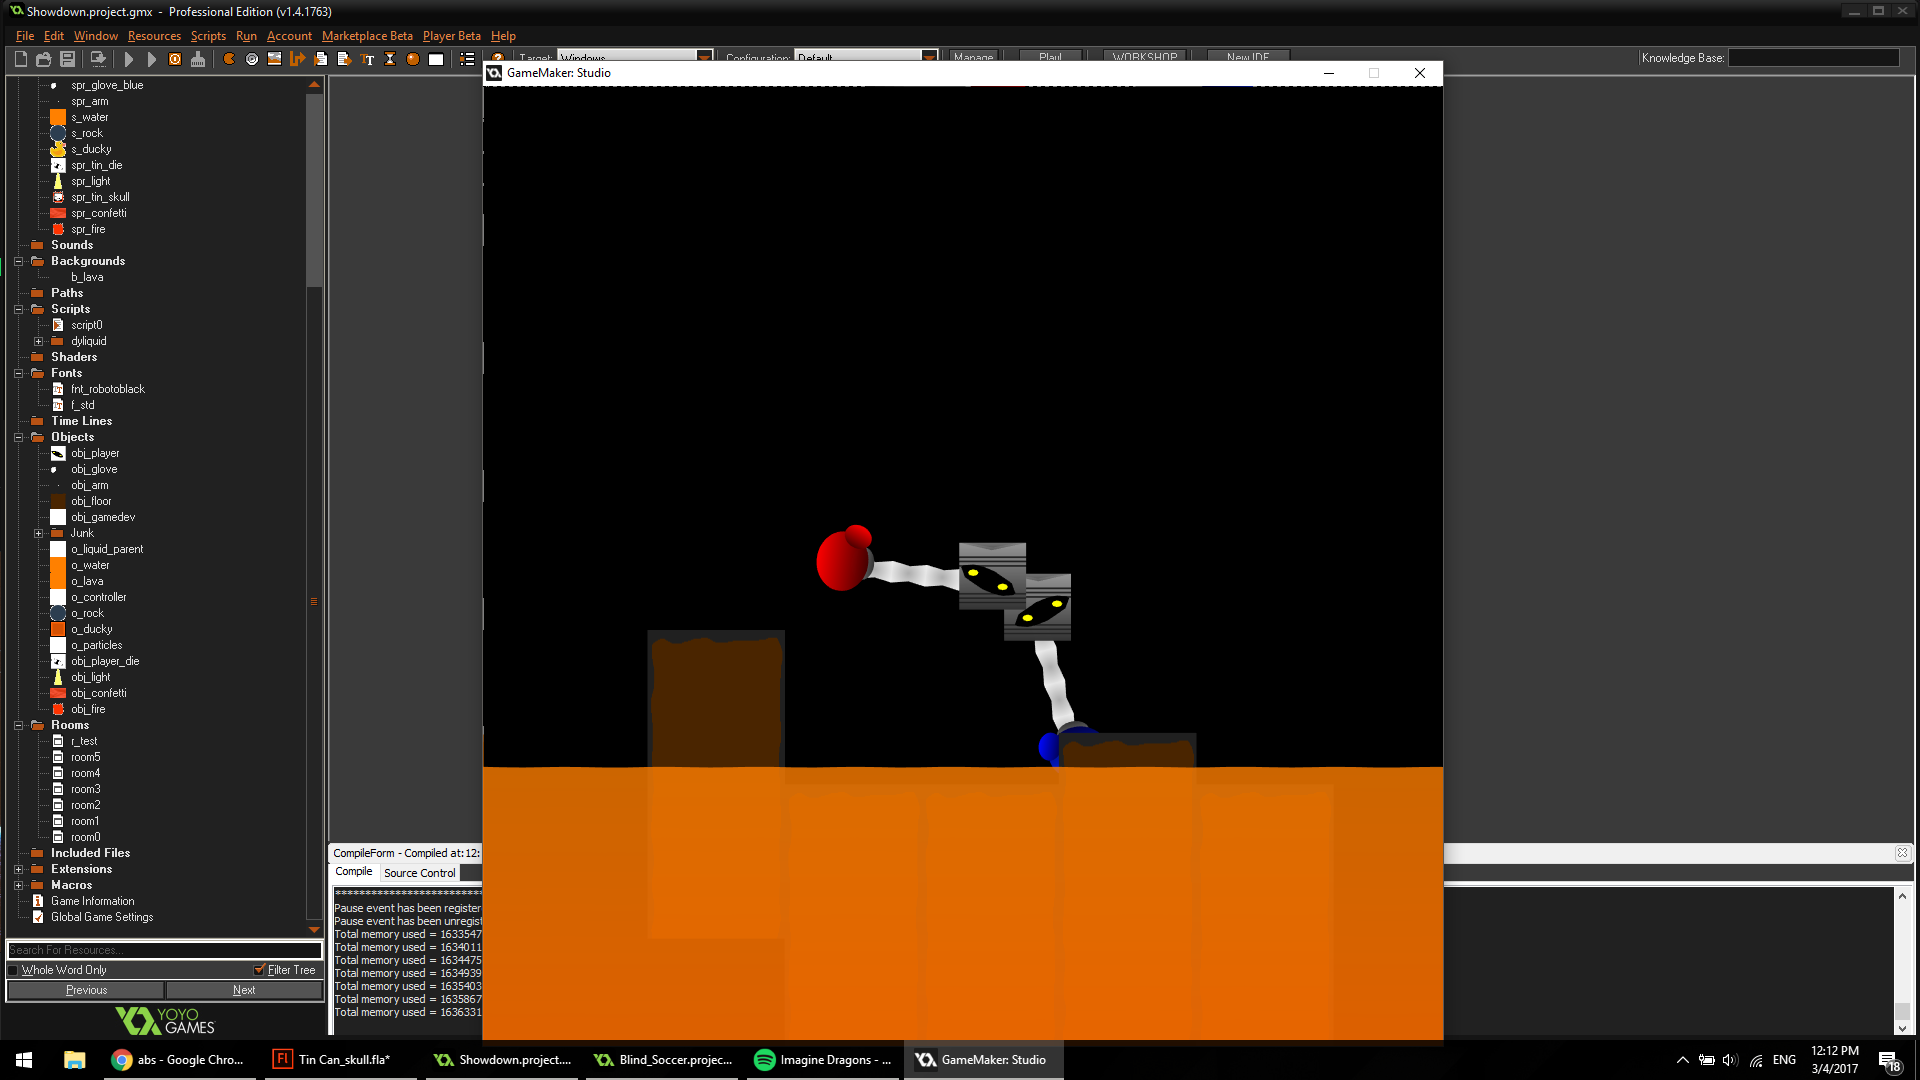 Showdown.project.gmx - Professional Edition (v1.4.1763)
File Edit Window Resources Scripts Run Account Marketplace Beta Player Beta Help
Target: Windows Configuration: Default Manage Play! WORKSHOP New IDE Knowledge Base:
GameMaker: Studio
spr_glove_blue
spr_arm
s_water
s_rock
s_ducky
spr_tin_die
spr_light
spr_tin_skull
spr_confetti
spr_fire
Sounds
Backgrounds
b_lava
Paths
Scripts
script0
dyliquid
Shaders
Fonts
fnt_robotoblack
f_std
Time Lines
Objects
obj_player
obj_glove
obj_arm
obj_floor
obj_gamedev
Junk
o_liquid_parent
o_water
o_lava
o_controller
o_rock
o_ducky
o_particles
obj_player_die
obj_light
obj_confetti
obj_fire
Rooms
r_test
room5
room4
room3
room2
room1
room0
Included Files
Extensions
Macros
Game Information
Global Game Settings
Search For Resources...
Whole Word Only Filter Tree
Previous Next
YOYO
GAMES
CompileForm - Compiled at: 12:
Compile Source Control
Pause event has been register
Pause event has been unregist
Total memory used = 1633547
Total memory used = 1634011
Total memory used = 1634475
Total memory used = 1634939
Total memory used = 1635403
Total memory used = 1635867
Total memory used = 1636331
abs - Google Chro...
Tin Can_skull.fla*
Showdown.project....
Blind_Soccer.projec...
Imagine Dragons - ...
GameMaker: Studio
ENG
12:12 PM
3/4/2017
18